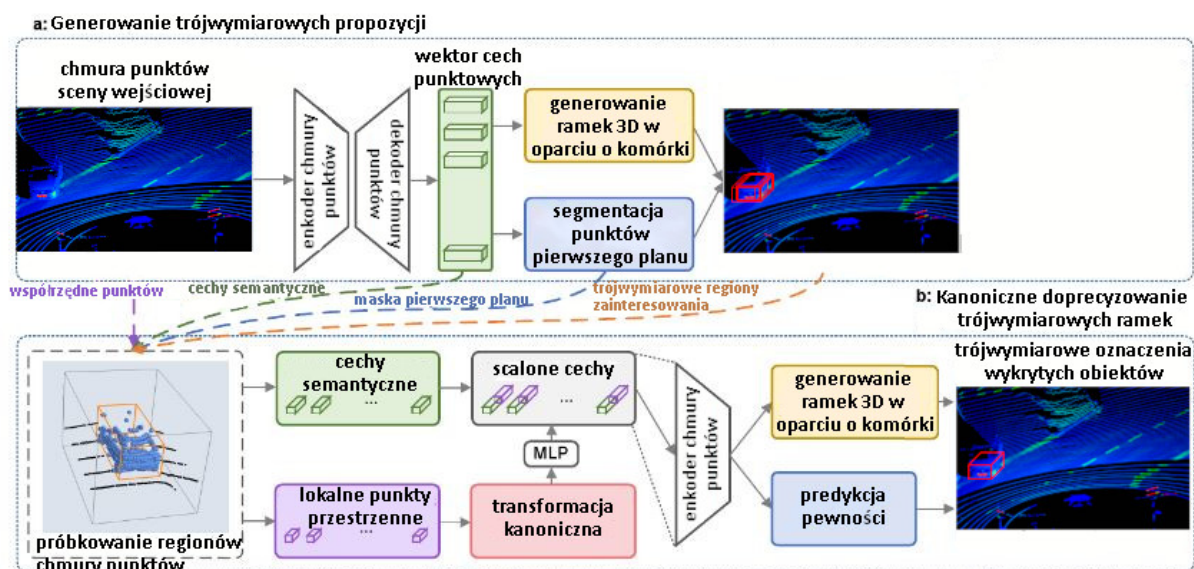 a: Generowanie trójwymiarowych propozycji
chmura punktów
sceny wejściowej
enkoder chmury
punktów
dekoder chmury
punktów
wektor cech
punktowych
generowanie
ramek 3D w
oparciu o komórki
segmentacja
punktów
pierwszego planu
współrzędne punktów
cechy semantyczne
maska pierwszego planu
trójwymiarowe regiony
zainteresowania
b: Kanoniczne doprecyzowanie
trójwymiarowych ramek
próbkowanie regionów
chmury punktów
cechy
semantyczne
...
lokalne punkty
przestrzenne
...
scalone cechy
...
MLP
transformacja
kanoniczna
enkoder chmury
punktów
generowanie
ramek 3D w
oparciu o komórki
predykcja
pewności
trójwymiarowe oznaczenia
wykrytych obiektów